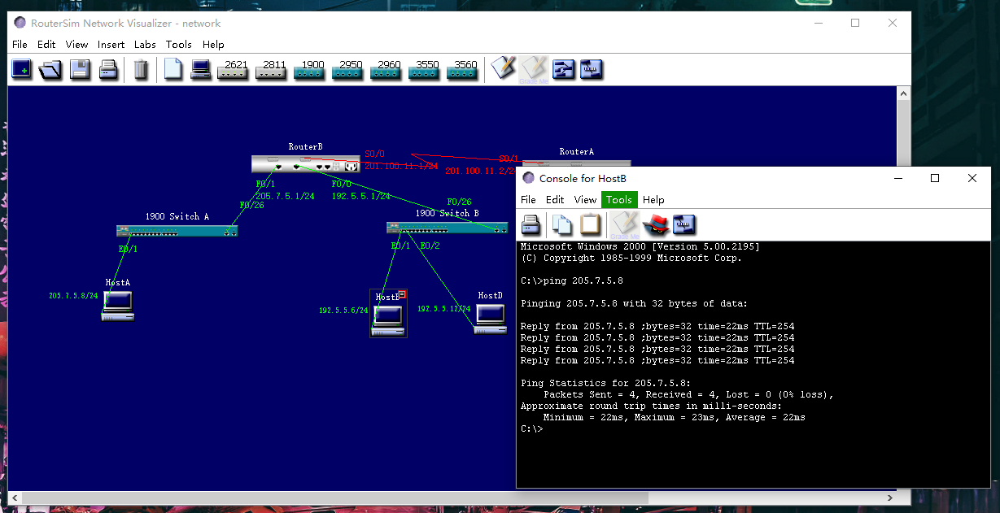 RouterSim Network Visualizer - network
File Edit View Insert Labs Tools Help
2621 2811 1900 2950 2960 3550 3560
Grade Me
RouterB
S0/0
201.100.11.1/24
S0/1
201.100.11.2/24
RouterA
F0/1
205.7.5.1/24
F0/26
F0/0
192.5.5.1/24
F0/26
1900 Switch A
1900 Switch B
E0/1
E0/1
E0/2
HostA
205.7.5.8/24
192.5.5.6/24
HostD
192.5.5.12/24
Console for HostB
File Edit View Tools Help
Grade Me
Microsoft Windows 2000 [Version 5.00.2195]
(C) Copyright 1985-1999 Microsoft Corp.
C:\>ping 205.7.5.8
Pinging 205.7.5.8 with 32 bytes of data:
Reply from 205.7.5.8 ;bytes=32 time=22ms TTL=254
Reply from 205.7.5.8 ;bytes=32 time=22ms TTL=254
Reply from 205.7.5.8 ;bytes=32 time=22ms TTL=254
Reply from 205.7.5.8 ;bytes=32 time=22ms TTL=254
Ping Statistics for 205.7.5.8:
Packets Sent = 4, Received = 4, Lost = 0 (0% loss),
Approximate round trip times in milli-seconds:
Minimum = 22ms, Maximum = 23ms, Average = 22ms
C:\>